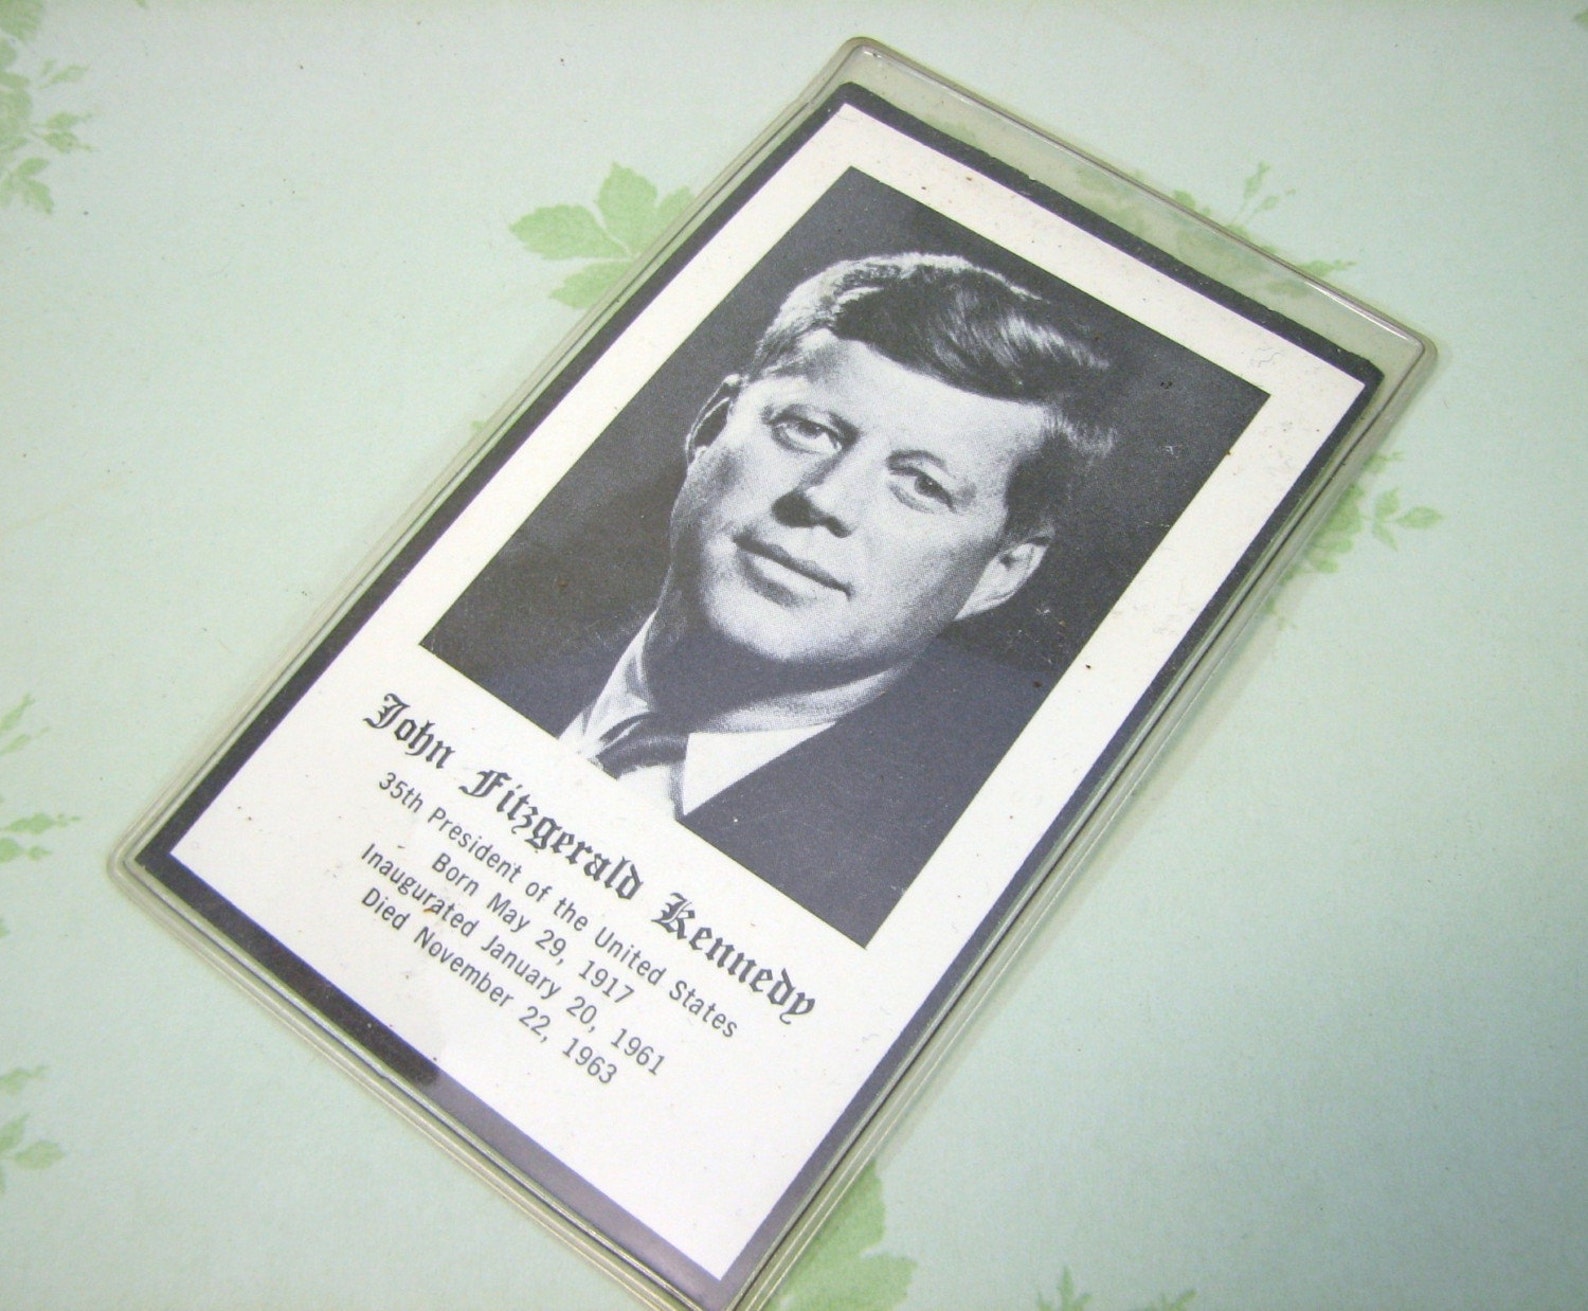 John Fitzgerald Kennedy
35th President of the United States
Born May 29, 1917
Inaugurated January 20, 1961
Died November 22, 1963